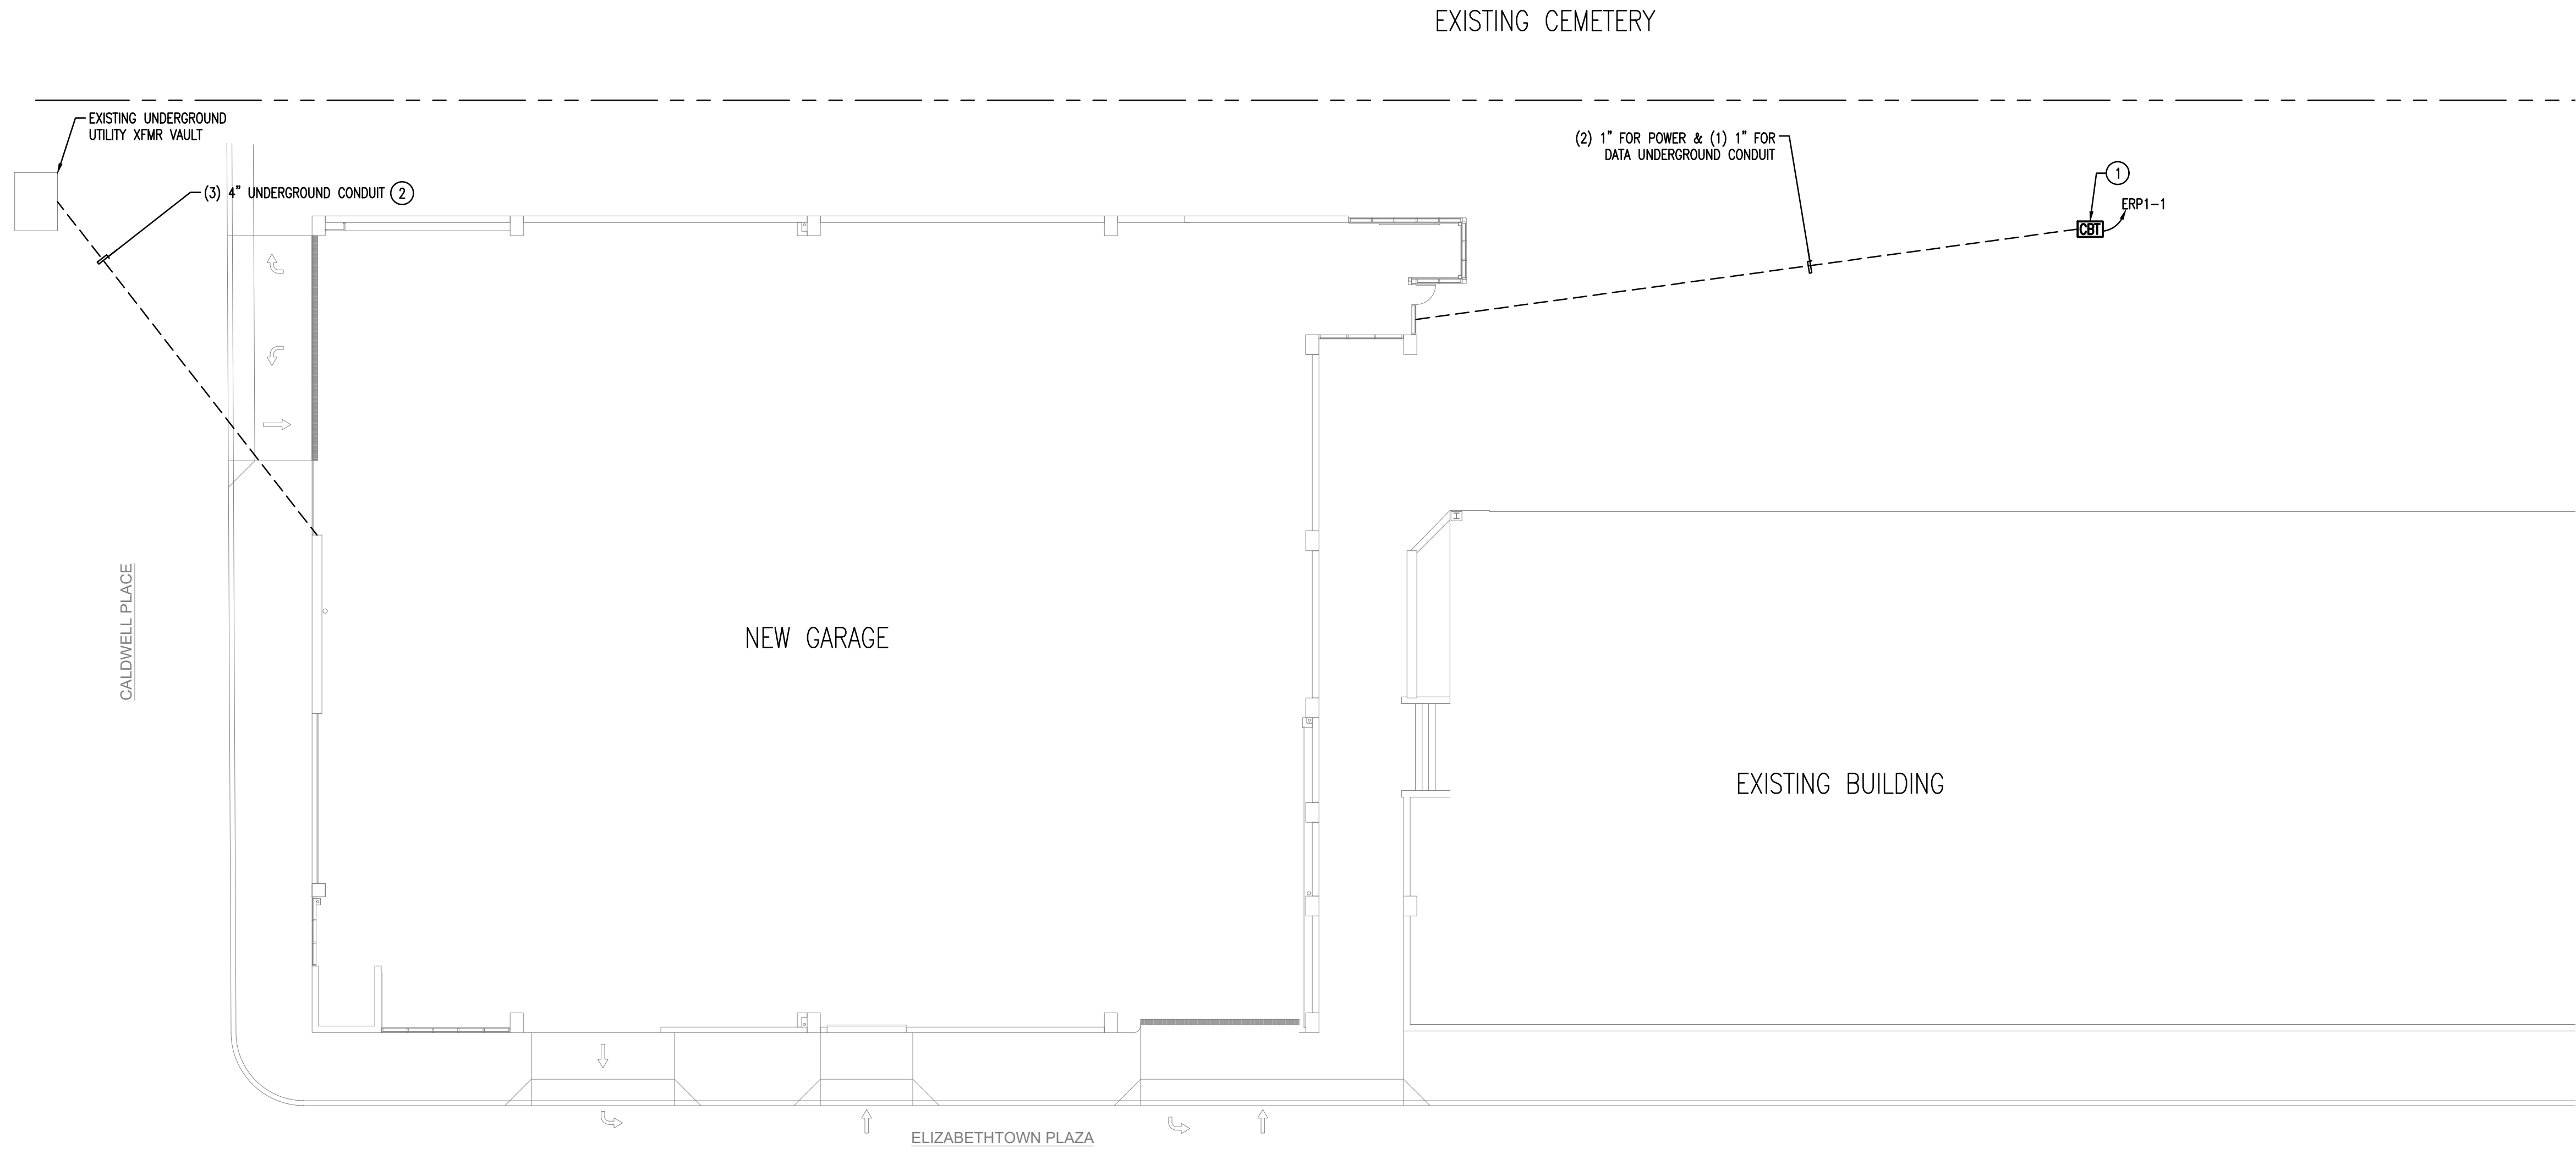 EXISTING CEMETERY
EXISTING UNDERGROUND
UTILITY XFMR VAULT
(2) 1" FOR POWER & (1) 1" FOR
DATA UNDERGROUND CONDUIT
1
(3) 4" UNDERGROUND CONDUIT 2
ERP1-1
CBT
CALDWELL PLACE
NEW GARAGE
EXISTING BUILDING
ELIZABETHTOWN PLAZA